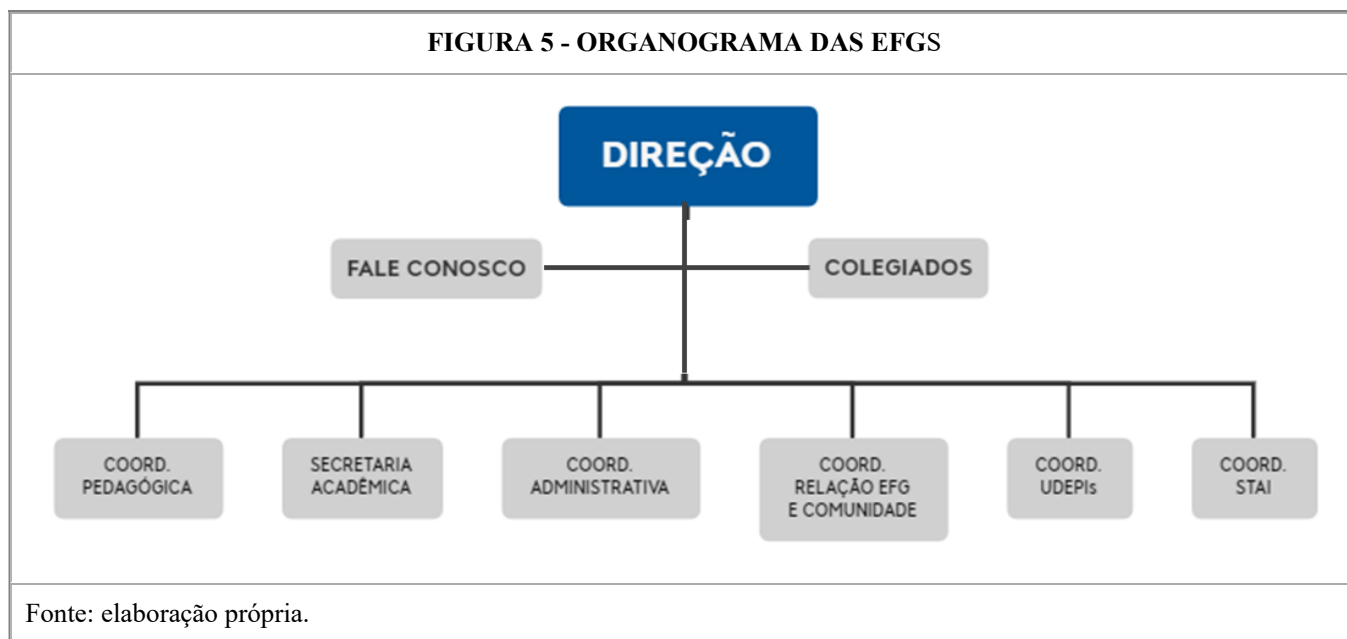 FIGURA 5 - ORGANOGRAMA DAS EFGS
DIREÇÃO
FALE CONOSCO
COLEGIADOS
COORD.
PEDAGÓGICA
SECRETARIA
ACADÊMICA
COORD.
ADMINISTRATIVA
COORD.
RELAÇÃO EFG
E COMUNIDADE
COORD.
UDEPIs
COORD.
STAI
Fonte: elaboração própria.